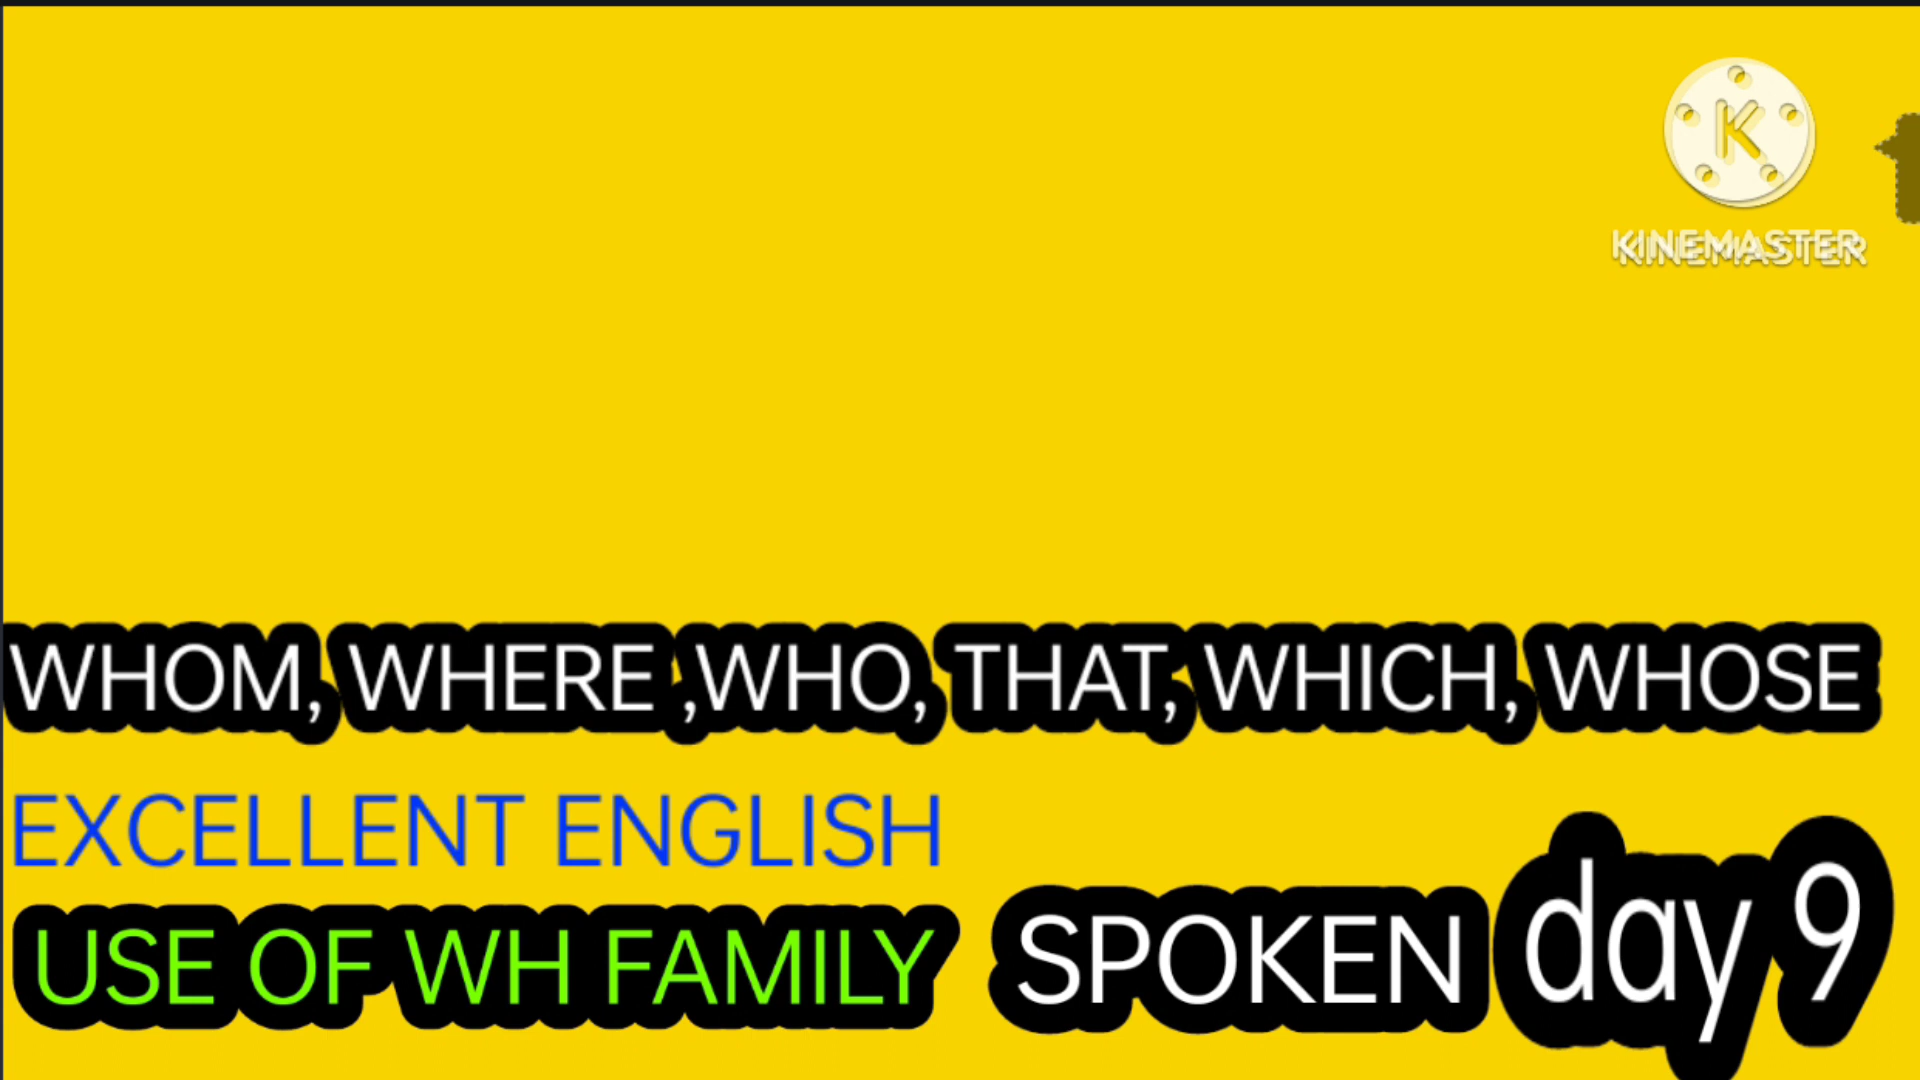 K
KINEMASTER
WHOM, WHERE ,WHO, THAT, WHICH, WHOSE
EXCELLENT ENGLISH
USE OF WH FAMILY SPOKEN day 9